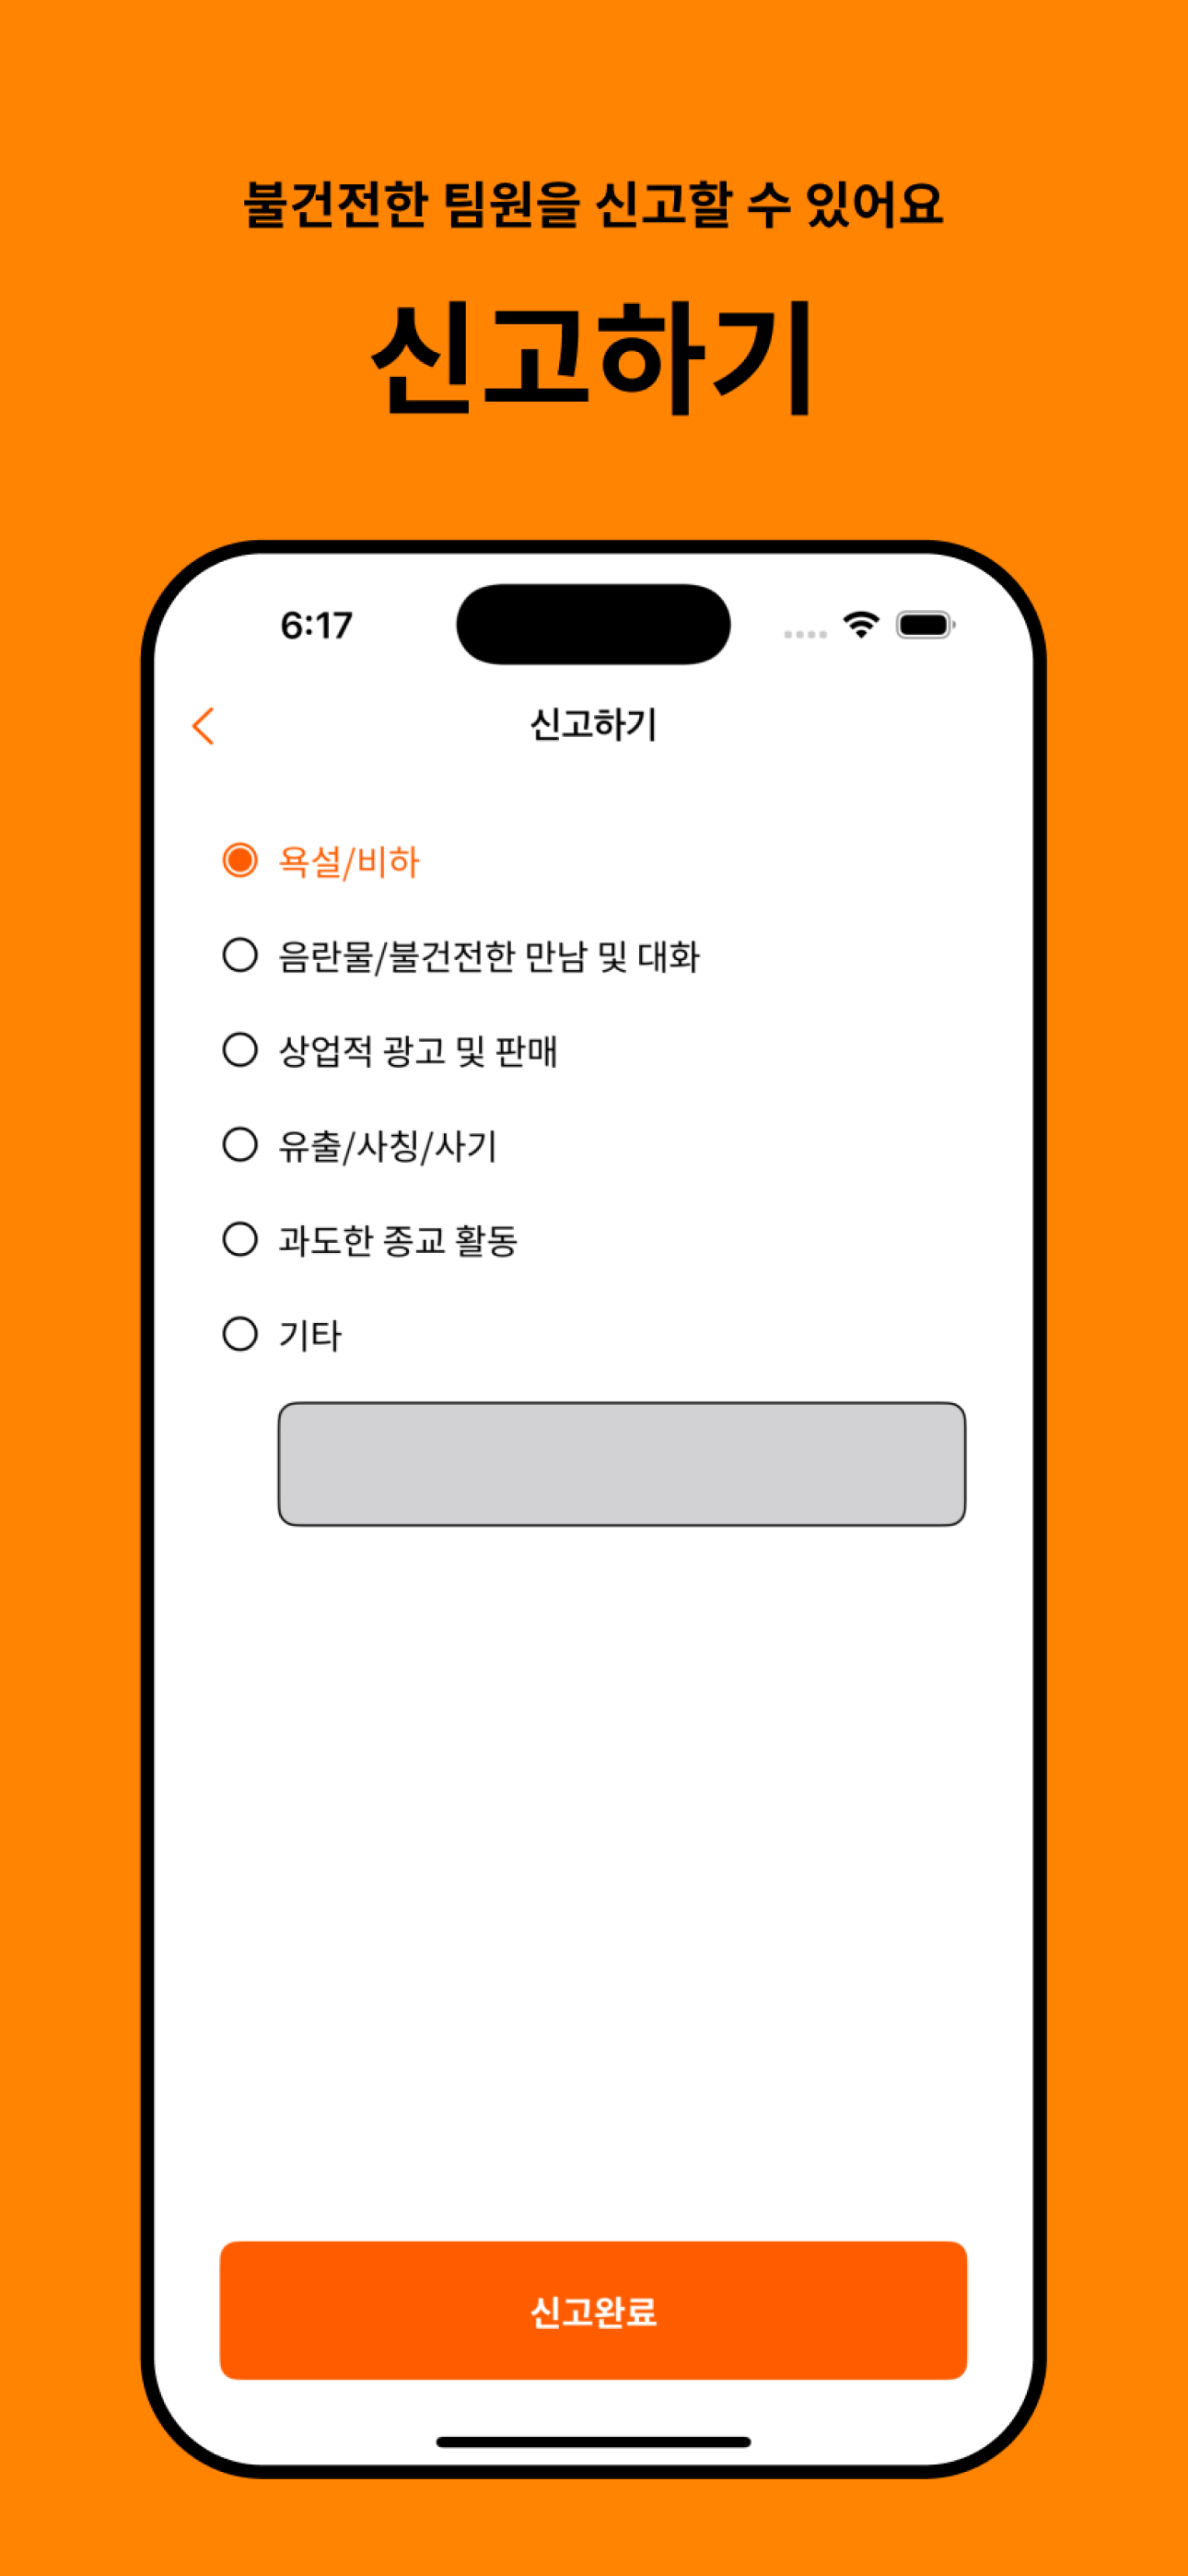 불건전한 팀원을 신고할 수 있어요
신고하기
6:17
신고하기
욕설/비하
음란물/불건전한 만남 및 대화
상업적 광고 및 판매
유출/사칭/사기
과도한 종교 활동
기타
신고완료